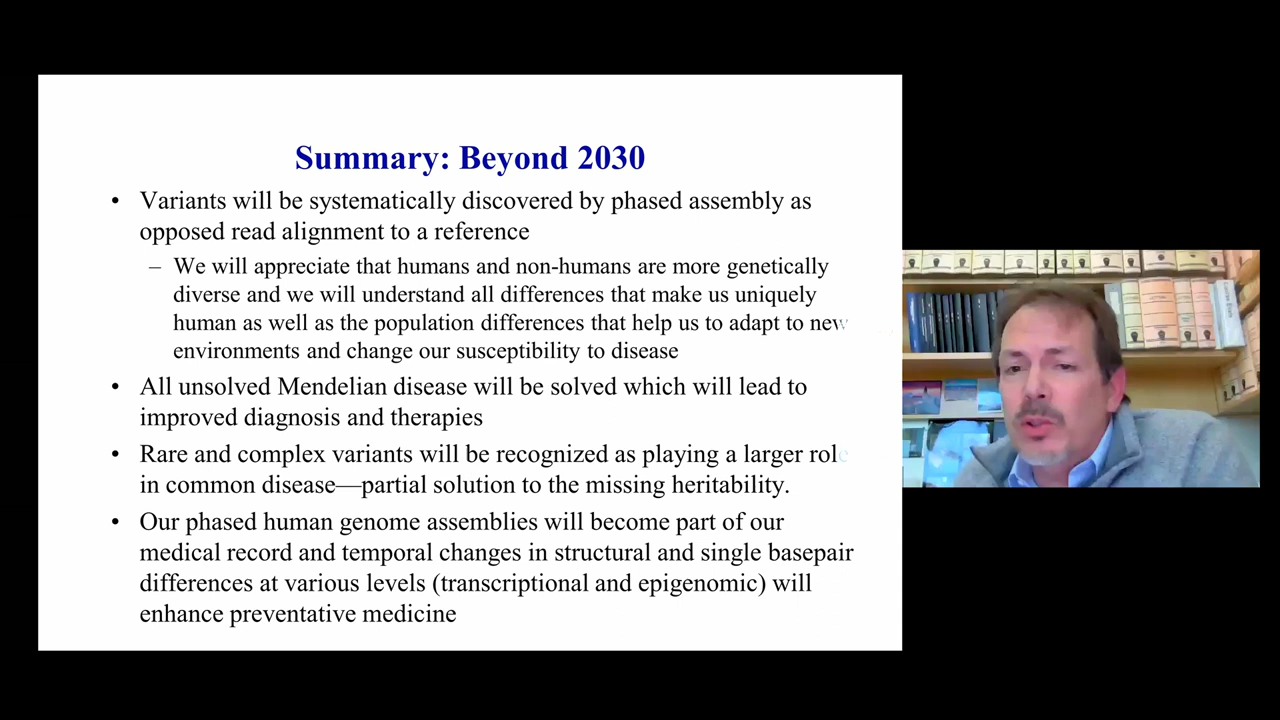 Summary: Beyond 2030
• Variants will be systematically discovered by phased assembly as
opposed read alignment to a reference
– We will appreciate that humans and non-humans are more genetically
diverse and we will understand all differences that make us uniquely
human as well as the population differences that help us to adapt to new
environments and change our susceptibility to disease
• All unsolved Mendelian disease will be solved which will lead to
improved diagnosis and therapies
• Rare and complex variants will be recognized as playing a larger role
in common disease—partial solution to the missing heritability.
• Our phased human genome assemblies will become part of our
medical record and temporal changes in structural and single basepair
differences at various levels (transcriptional and epigenomic) will
enhance preventative medicine